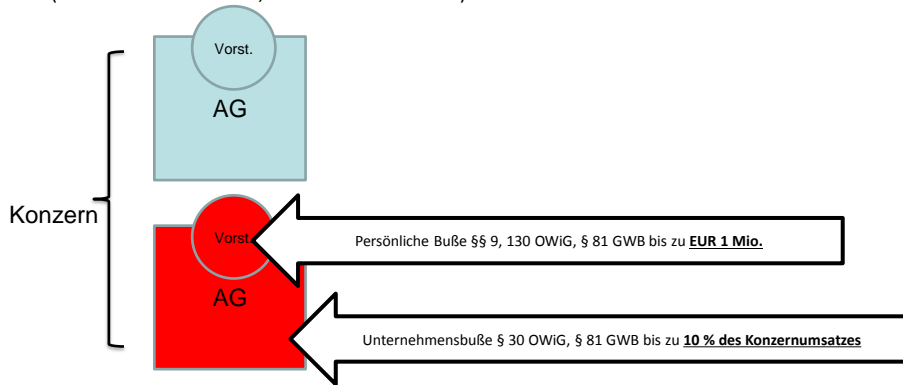 Vorst.
AG
Konzern
Vorst.
Persönliche Buße §§ 9, 130 OWiG, § 81 GWB bis zu EUR 1 Mio.
AG
Unternehmensbuße § 30 OWiG, § 81 GWB bis zu 10 % des Konzernumsatzes